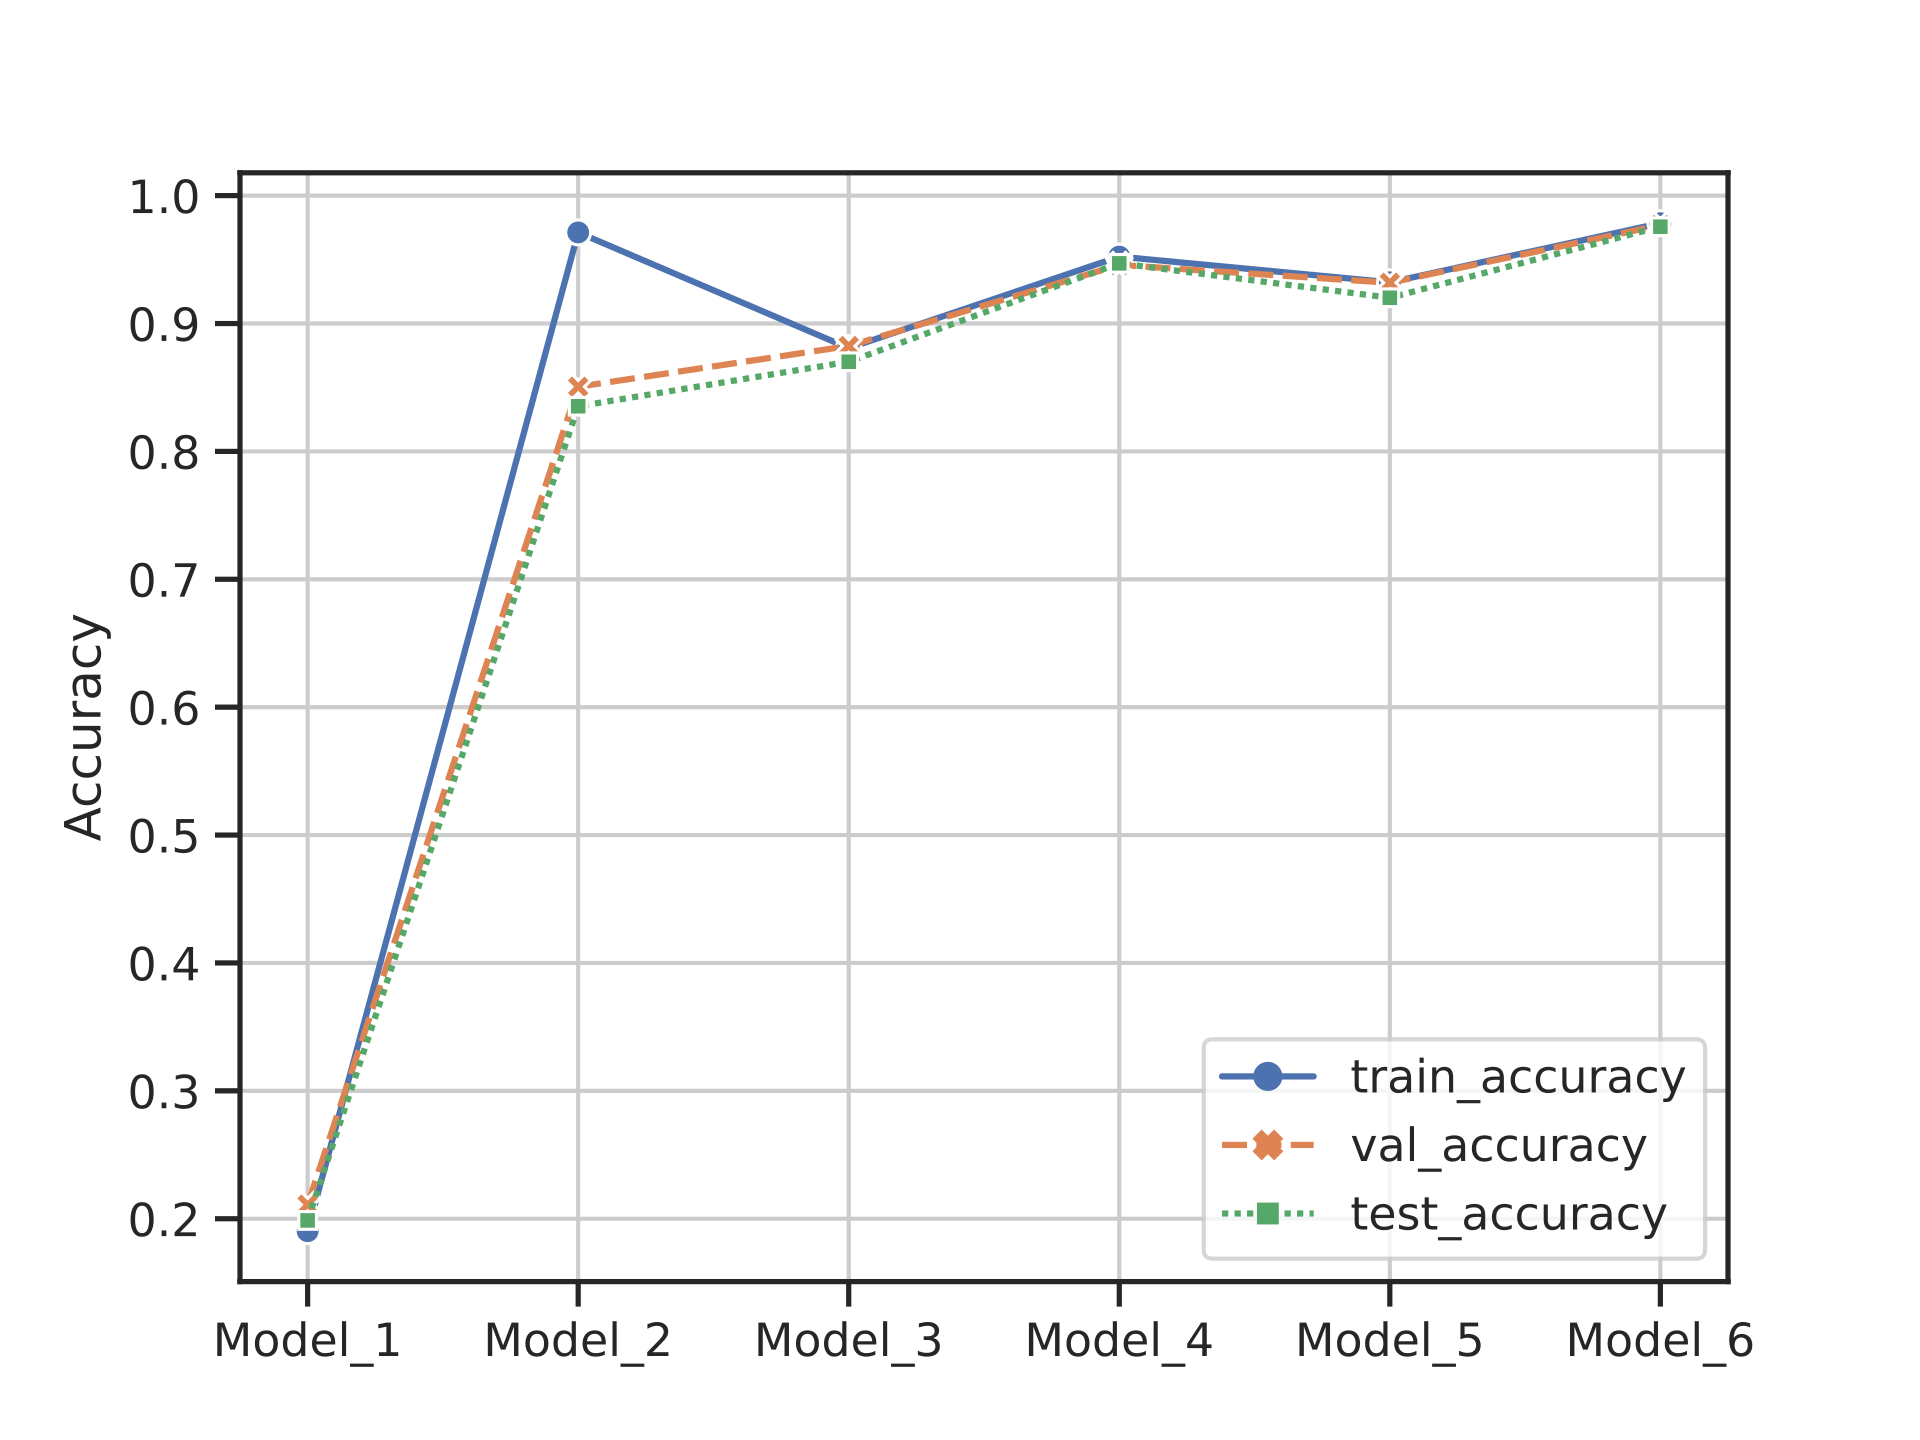 Accuracy
1.0
0.9
0.8
0.7
0.6
0.5
0.4
0.3
0.2
train_accuracy
val_accuracy
test_accuracy
Model_1 Model_2 Model_3 Model_4 Model_5 Model_6